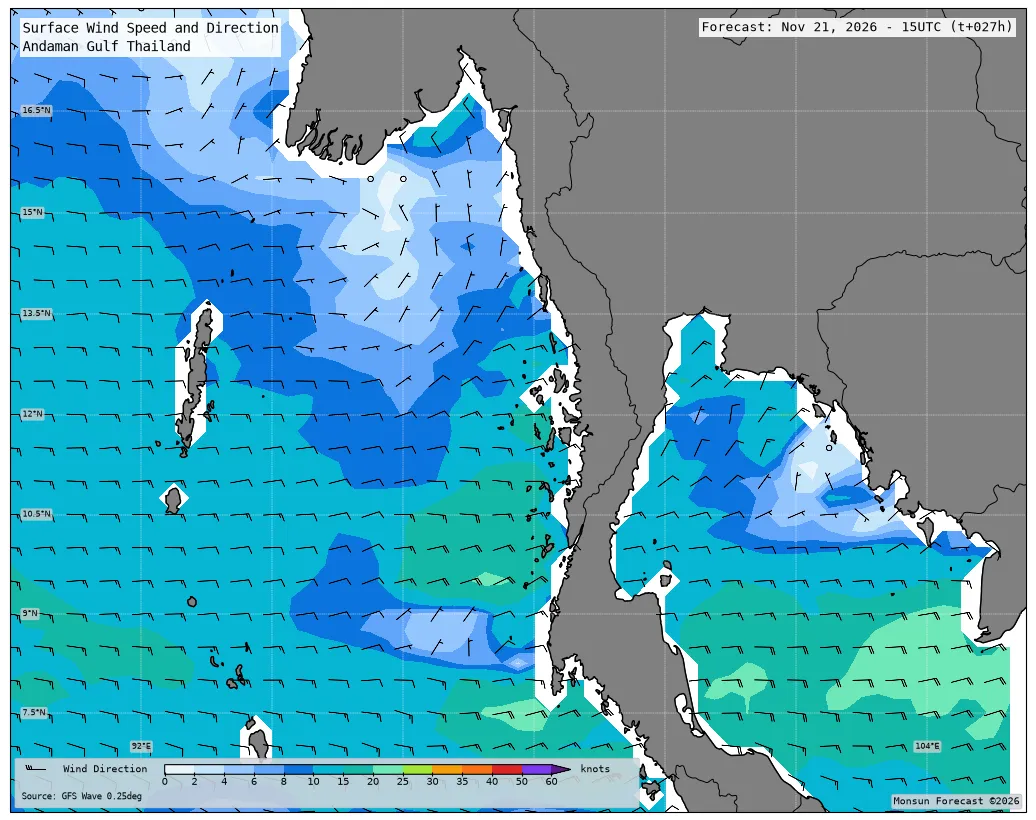 Surface Wind Speed and Direction
Andaman Gulf Thailand
Forecast: Nov 21, 2026 - 15UTC (t+027h)
16.5°N
15°N
13.5°N
12°N
10.5°N
9°N
7.5°N
92°E
104°E
Wind Direction
knots
0 2 4 6 8 10 15 20 25 30 35 40 50 60
Source: GFS Wave 0.25deg
Monsun Forecast ©2026